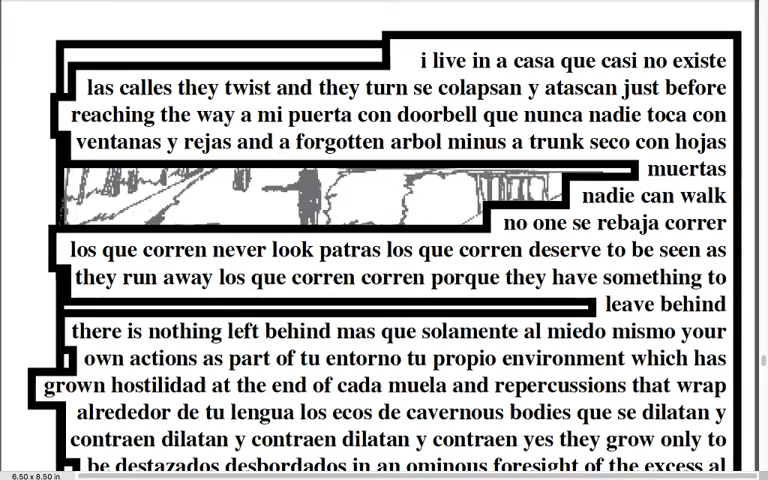 i live in a casa que casi no existe
las calles they twist and they turn se colapsan y atascan just before
reaching the way a mi puerta con doorbell que nunca nadie toca con
ventanas y rejas and a forgotten arbol minus a trunk seco con hojas
muertas
nadie can walk
no one se rebaja correr
los que corren never look patras los que corren deserve to be seen as
they run away los que corren corren porque they have something to
leave behind
there is nothing left behind mas que solamente al miedo mismo your
own actions as part of tu entorno tu propio environment which has
grown hostilidad at the end of cada muela and repercussions that wrap
alrededor de tu lengua los ecos de cavernous bodies que se dilatan y
contraen dilatan y contraen dilatan y contraen yes they grow only to
be destazados desbordados in an ominous foresight of the excess al
6.50 x 8.50 in